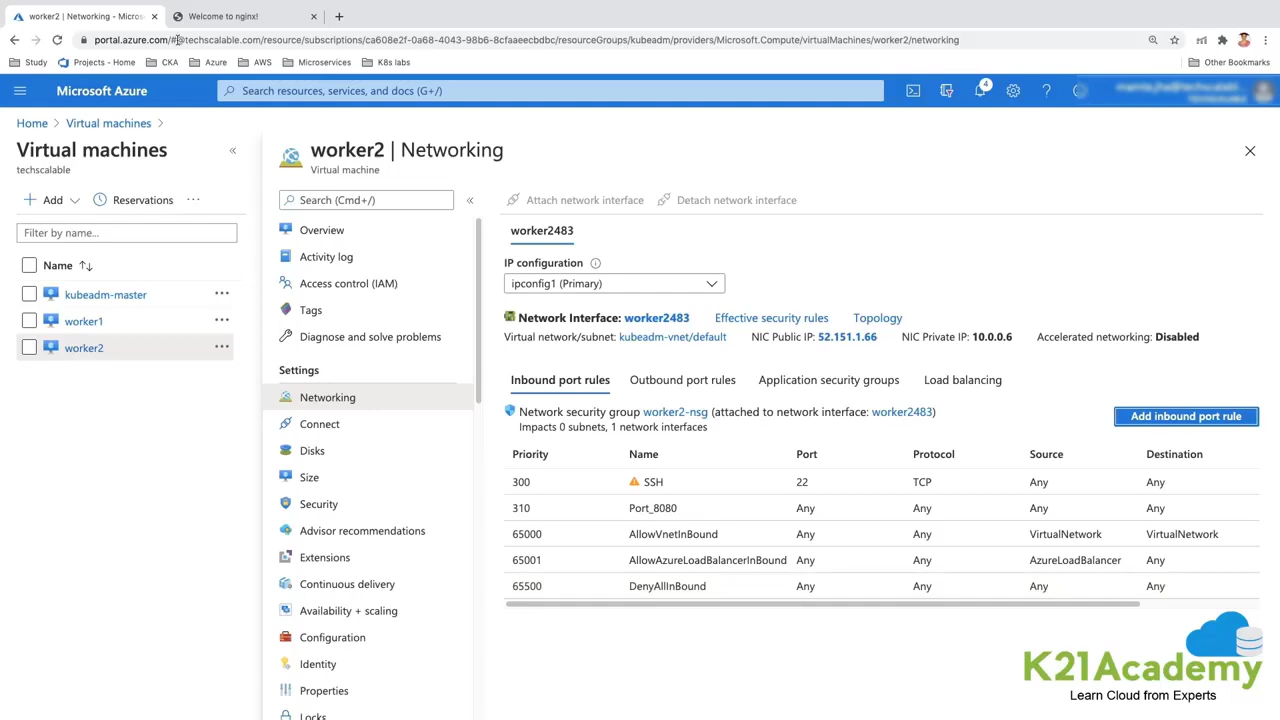 worker2 | Networking - Micros
Welcome to nginx!
portal.azure.com/#@techscalable.com/resource/subscriptions/ca608e2f-0a68-4043-98b6-8cfaaeecbdbc/resourceGroups/kubeadm/providers/Microsoft.Compute/virtualMachines/worker2/networking
Study Projects - Home CKA Azure AWS Microservices K8s labs Other Bookmarks
Microsoft Azure Search resources, services, and docs (G+/) 4
Home > Virtual machines >
Virtual machines
techscalable
Add Reservations ...
Filter by name...
Name
kubeadm-master
worker1
worker2
worker2 | Networking
Virtual machine
Search (Cmd+/)
Overview
Activity log
Access control (IAM)
Tags
Diagnose and solve problems
Settings
Networking
Connect
Disks
Size
Security
Advisor recommendations
Extensions
Continuous delivery
Availability + scaling
Configuration
Identity
Properties
Locks
Attach network interface Detach network interface
worker2483
IP configuration
ipconfig1 (Primary)
Network Interface: worker2483 Effective security rules Topology
Virtual network/subnet: kubeadm-vnet/default NIC Public IP: 52.151.1.66 NIC Private IP: 10.0.0.6 Accelerated networking: Disabled
Inbound port rules Outbound port rules Application security groups Load balancing
Network security group worker2-nsg (attached to network interface: worker2483)
Impacts 0 subnets, 1 network interfaces
Add inbound port rule
Priority Name Port Protocol Source Destination
300 SSH 22 TCP Any Any
310 Port_8080 Any Any Any Any
65000 AllowVnetInBound Any Any VirtualNetwork VirtualNetwork
65001 AllowAzureLoadBalancerInBound Any Any AzureLoadBalancer Any
65500 DenyAllInBound Any Any Any Any
K21Academy
Learn Cloud from Experts